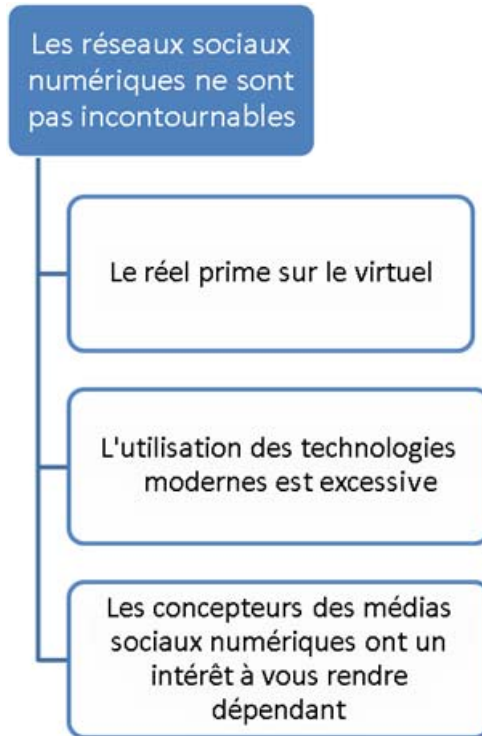 Les réseaux sociaux
numériques ne sont
pas incontournables
Le réel prime sur le virtuel
L'utilisation des technologies
modernes est excessive
Les concepteurs des médias
sociaux numériques ont un
intérêt à vous rendre
dépendant